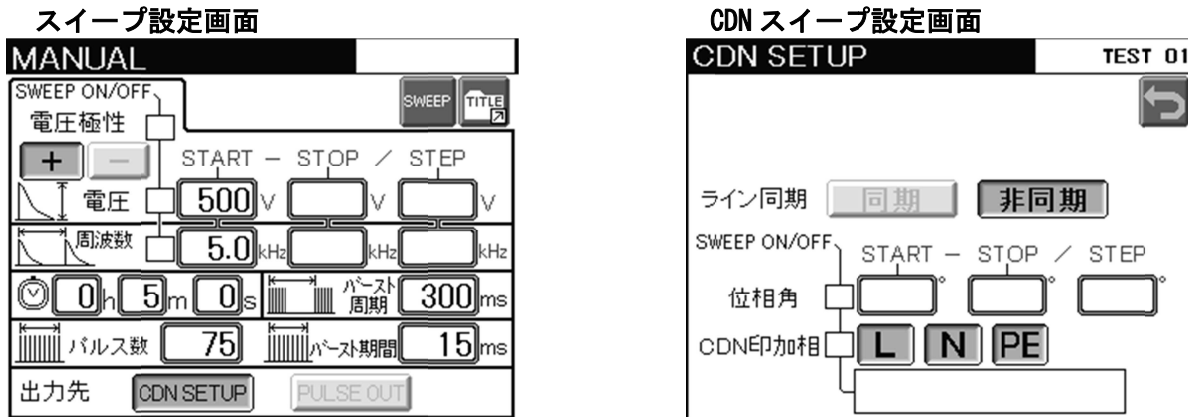 スイープ設定画面
MANUAL
SWEEP ON/OFF
SWEEP TITLE
電圧極性
+ −
START − STOP / STEP
電圧 500 V V V
周波数 5.0 kHz kHz kHz
0 h 5 m 0 s バースト周期 300 ms
パルス数 75 バースト期間 15 ms
出力先 CDN SETUP PULSE OUT
CDN スイープ設定画面
CDN SETUP TEST 01
ライン同期 同期 非同期
SWEEP ON/OFF
START − STOP / STEP
位相角 ° ° °
CDN印加相 L N PE